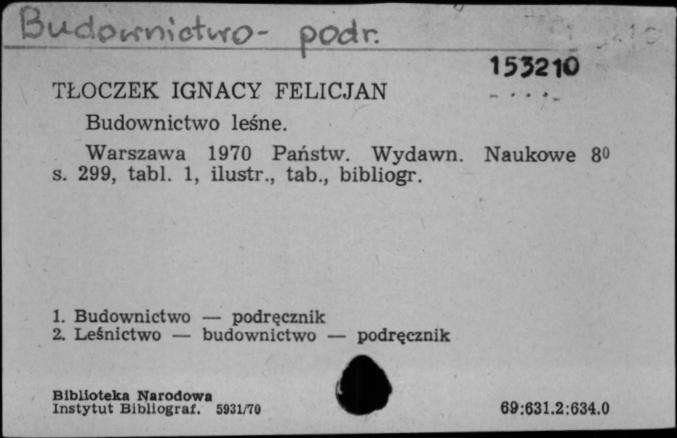 Budownictwo- podr.
153210
TŁOCZEK IGNACY FELICJAN
Budownictwo leśne.
Warszawa 1970 Państw. Wydawn. Naukowe 8⁰
s. 299, tabl. 1, ilustr., tab., bibliogr.
1. Budownictwo — podręcznik
2. Leśnictwo — budownictwo — podręcznik
Biblioteka Narodowa
Instytut Bibliograf. 5931/70
69:631.2:634.0